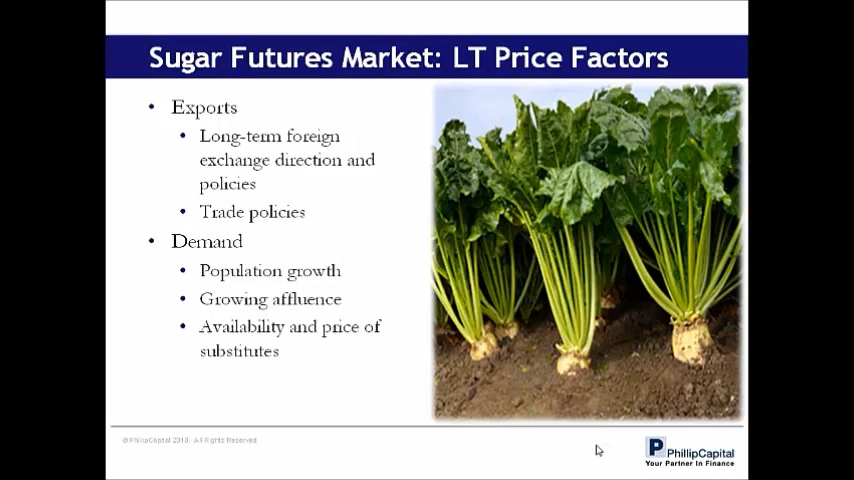 Sugar Futures Market: LT Price Factors
• Exports
• Long-term foreign
exchange direction and
policies
• Trade policies
• Demand
• Population growth
• Growing affluence
• Availability and price of
substitutes
© PhillipCapital 2010. All Rights Reserved.
P PhillipCapital
Your Partner In Finance